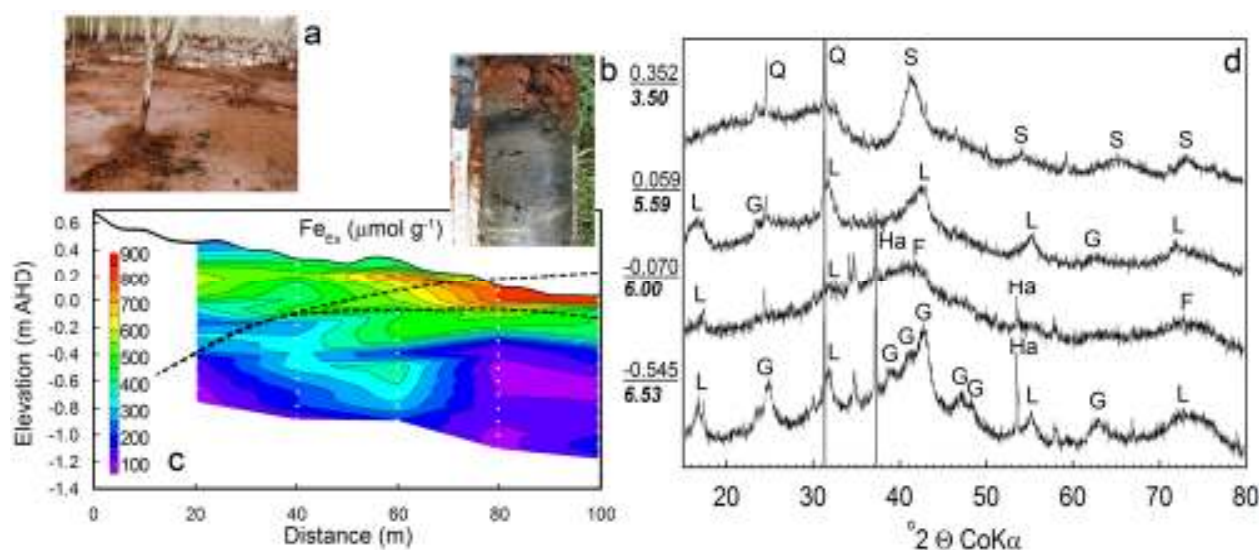 a
b
c
d
Fe_Ex (μmol g⁻¹)
Elevation (m AHD)
0.6
0.4
0.2
0.0
-0.2
-0.4
-0.6
-0.8
-1.0
-1.2
-1.4
900
800
700
600
500
400
300
200
100
0 20 40 60 80 100
Distance (m)
0.352
3.50
0.059
5.59
-0.070
6.00
-0.545
6.53
Q Q S S S S
L G L L L G L
L L Ha F Ha F
L G L G G G G G Ha L G L
20 30 40 50 60 70 80
°2 Θ CoKα